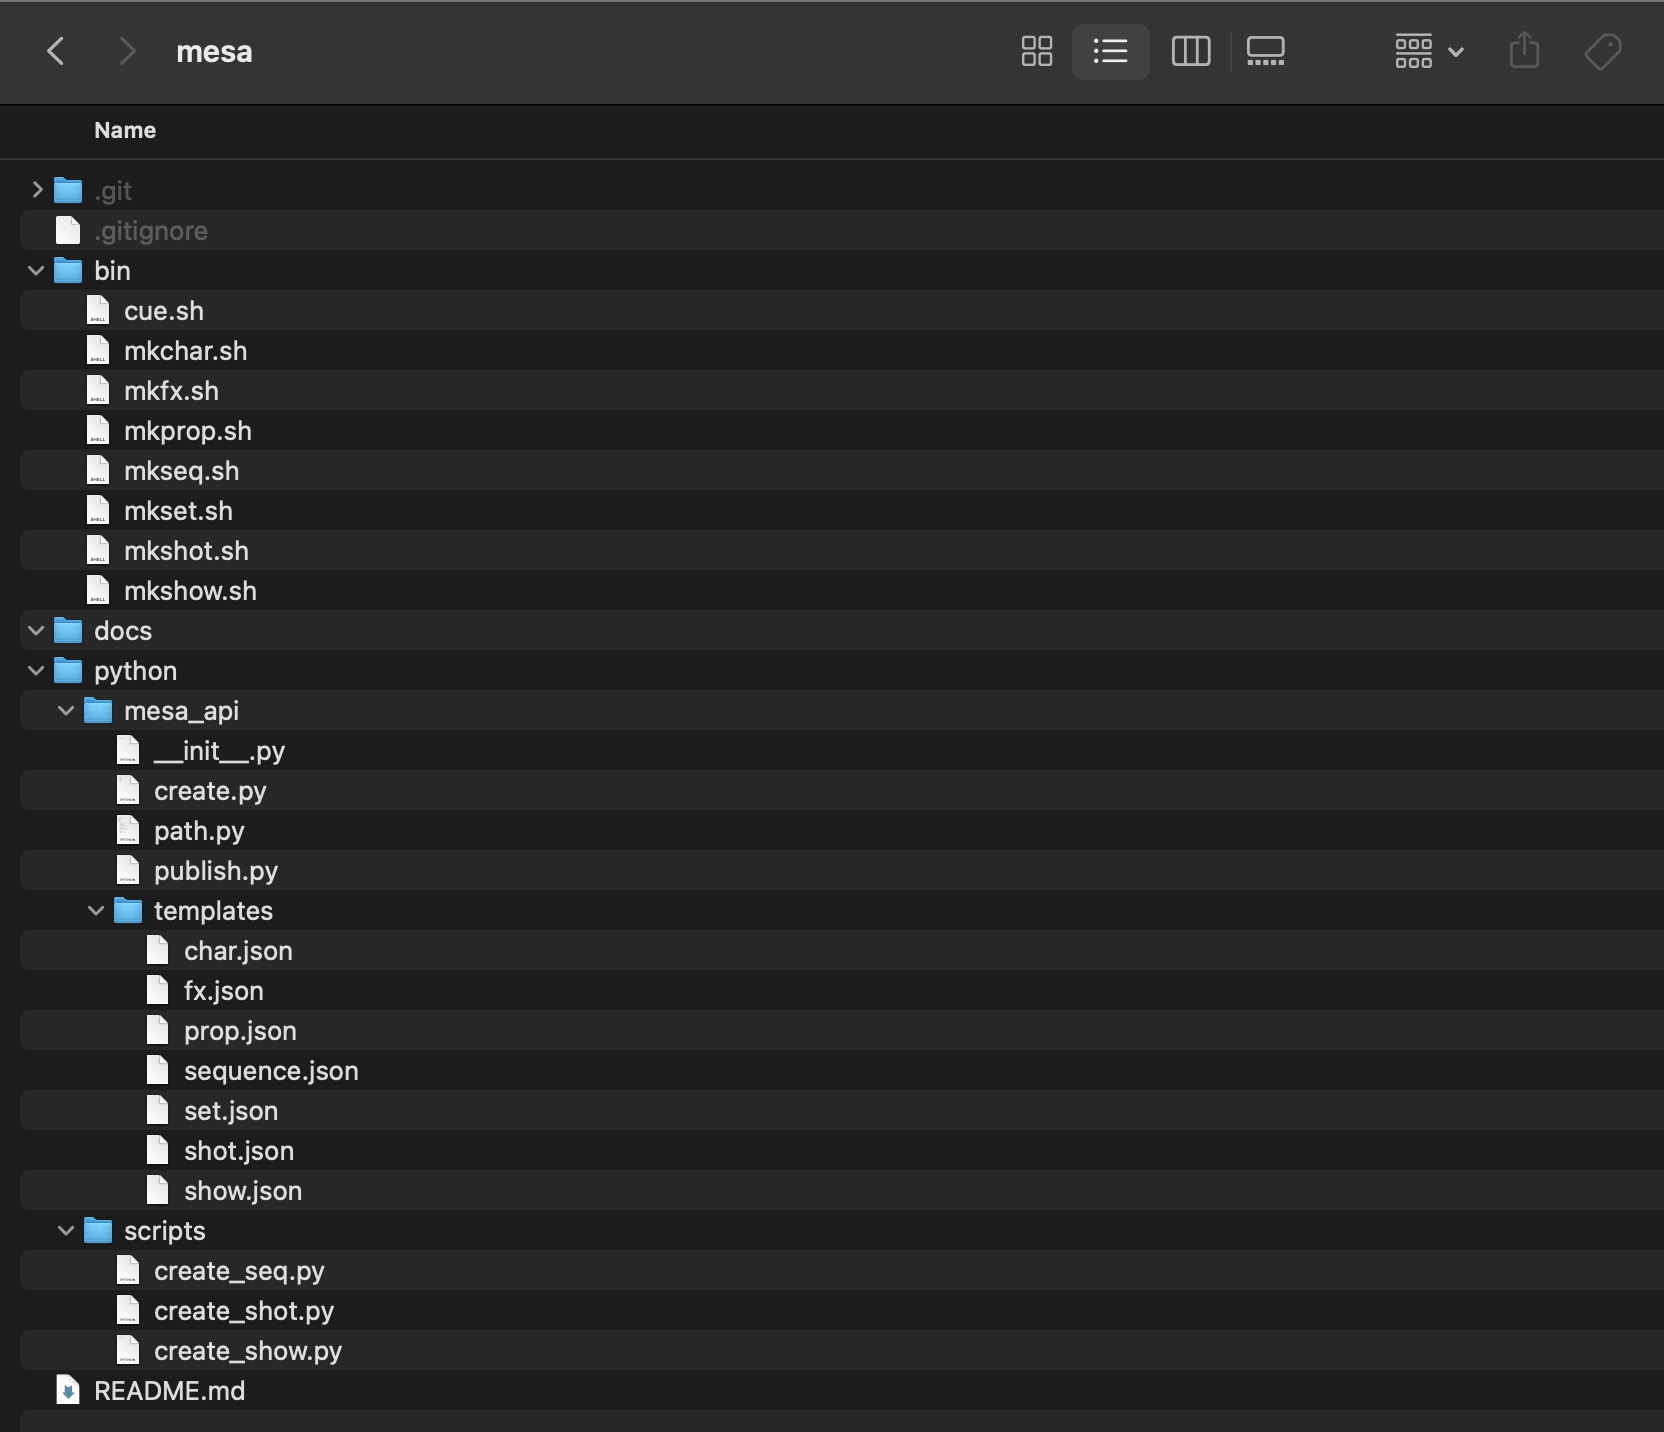 mesa
Name
.git
.gitignore
bin
cue.sh
mkchar.sh
mkfx.sh
mkprop.sh
mkseq.sh
mkset.sh
mkshot.sh
mkshow.sh
docs
python
mesa_api
__init__.py
create.py
path.py
publish.py
templates
char.json
fx.json
prop.json
sequence.json
set.json
shot.json
show.json
scripts
create_seq.py
create_shot.py
create_show.py
README.md